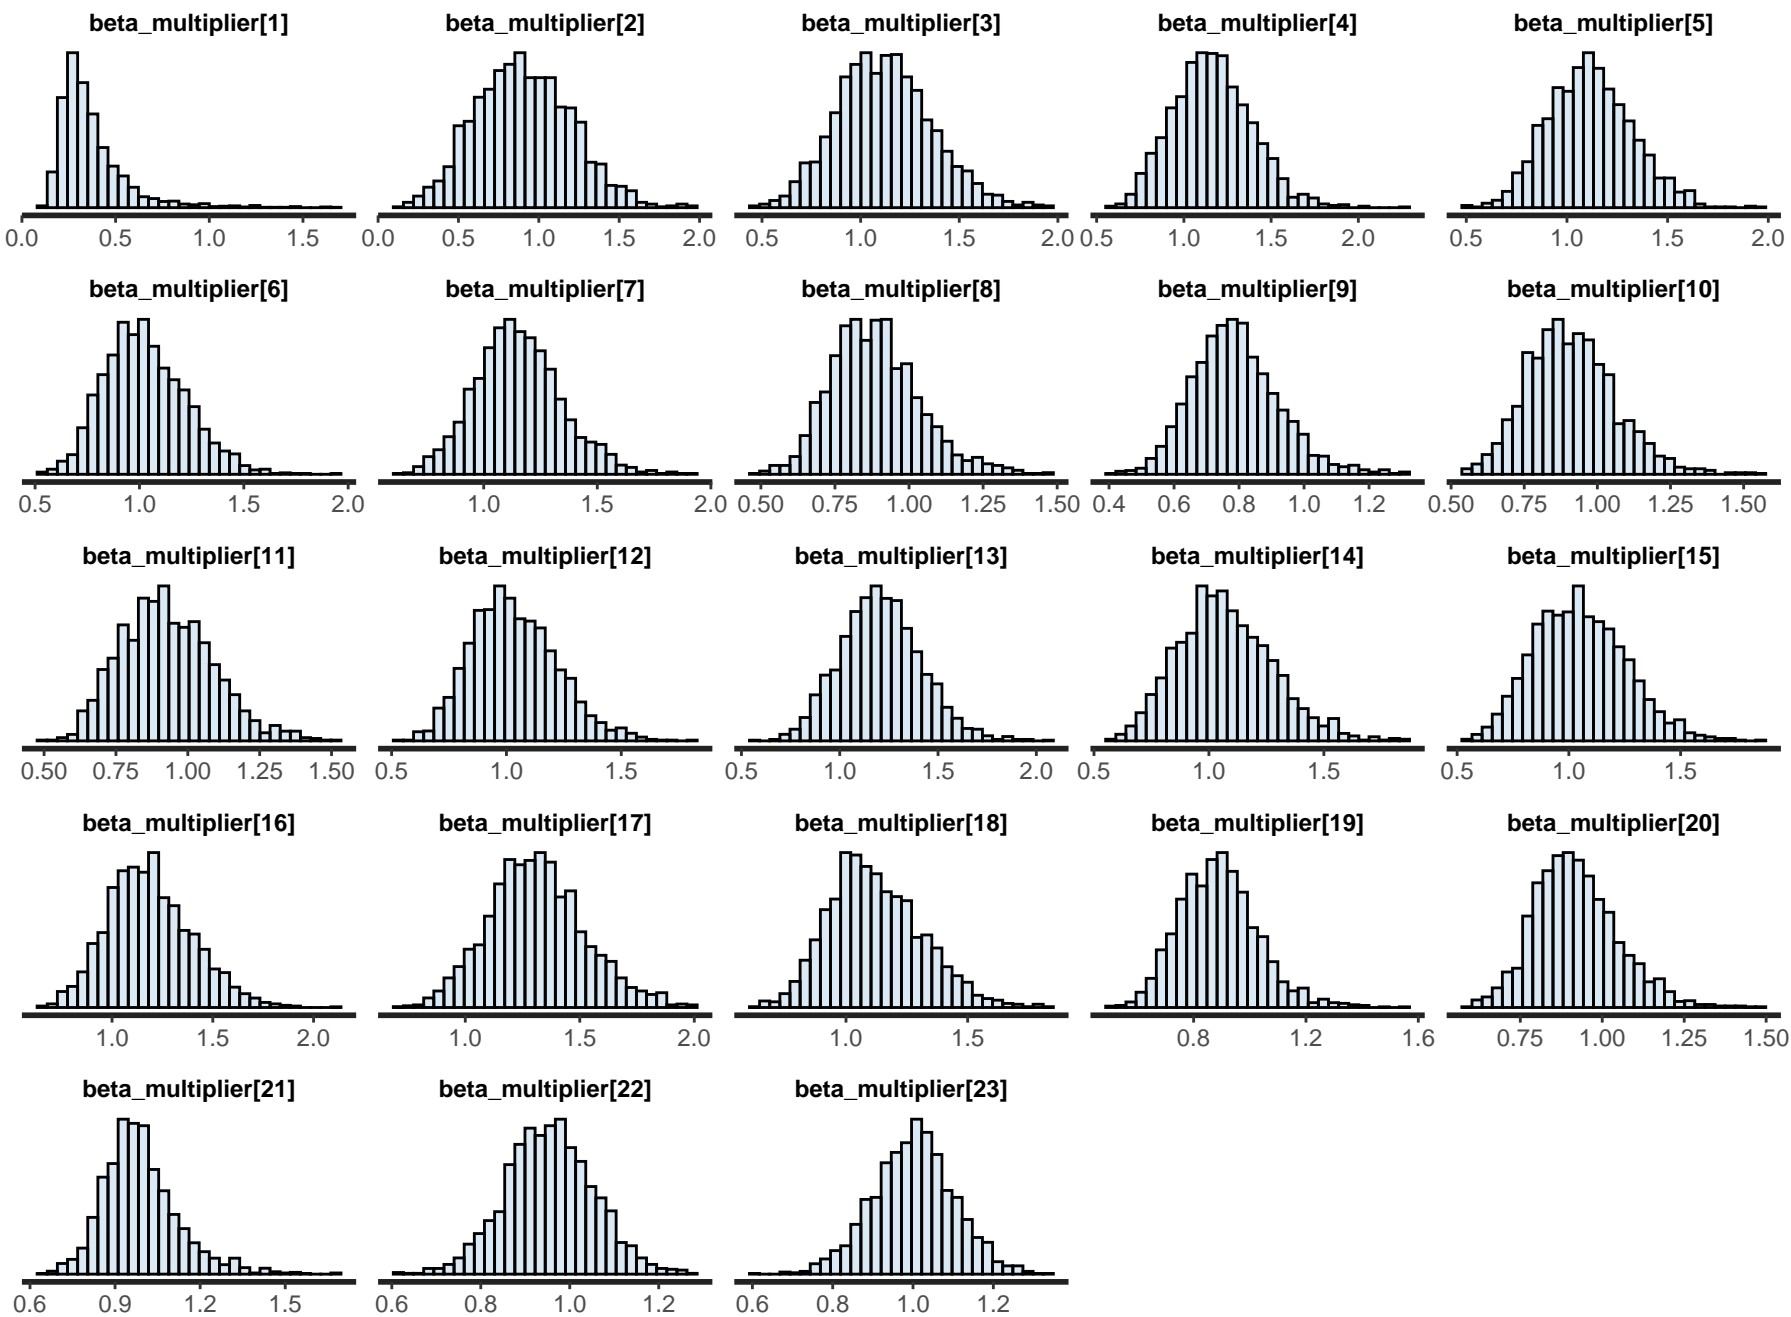 beta_multiplier[1] beta_multiplier[2] beta_multiplier[3] beta_multiplier[4] beta_multiplier[5]
0.0 0.5 1.0 1.5 0.0 0.5 1.0 1.5 2.0 0.5 1.0 1.5 2.0 0.5 1.0 1.5 2.0 0.5 1.0 1.5 2.0
beta_multiplier[6] beta_multiplier[7] beta_multiplier[8] beta_multiplier[9] beta_multiplier[10]
0.5 1.0 1.5 2.0 1.0 1.5 2.0 0.50 0.75 1.00 1.25 1.50 0.4 0.6 0.8 1.0 1.2 0.50 0.75 1.00 1.25 1.50
beta_multiplier[11] beta_multiplier[12] beta_multiplier[13] beta_multiplier[14] beta_multiplier[15]
0.50 0.75 1.00 1.25 1.50 0.5 1.0 1.5 0.5 1.0 1.5 2.0 0.5 1.0 1.5 0.5 1.0 1.5
beta_multiplier[16] beta_multiplier[17] beta_multiplier[18] beta_multiplier[19] beta_multiplier[20]
1.0 1.5 2.0 1.0 1.5 2.0 1.0 1.5 0.8 1.2 1.6 0.75 1.00 1.25 1.50
beta_multiplier[21] beta_multiplier[22] beta_multiplier[23]
0.6 0.9 1.2 1.5 0.6 0.8 1.0 1.2 0.6 0.8 1.0 1.2